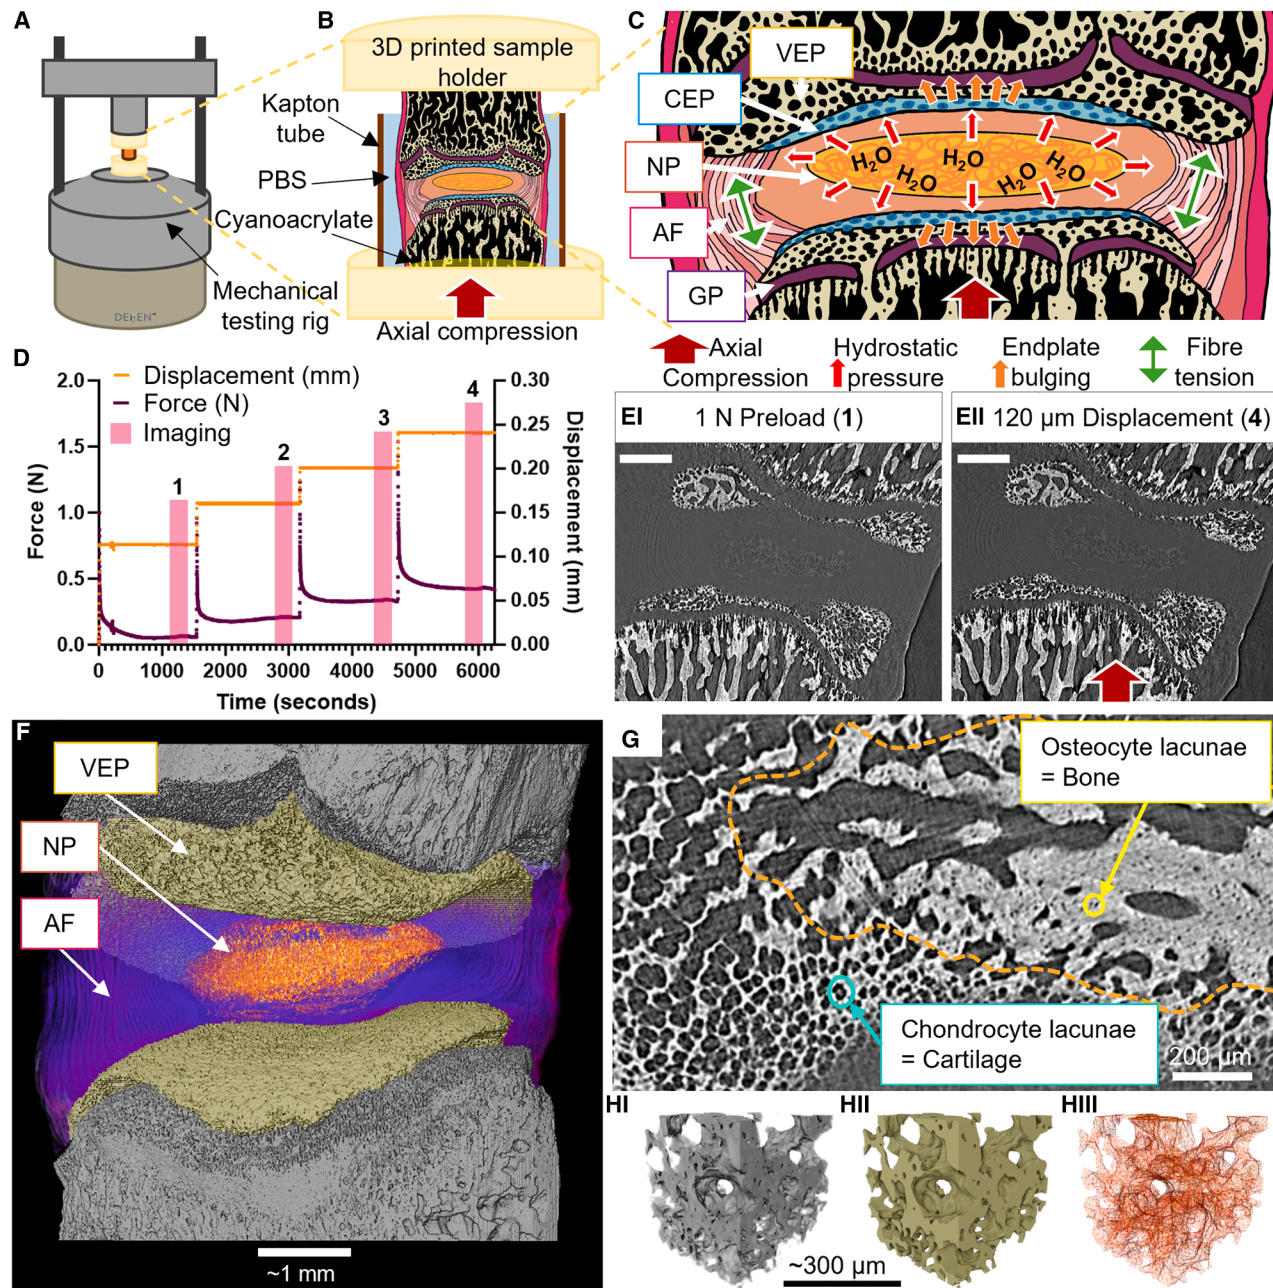 A
DEBEN
Mechanical
testing rig
B
3D printed sample
holder
Kapton
tube
PBS
Cyanoacrylate
Axial compression
C
VEP
CEP
NP
AF
GP
H2O
H2O
H2O
H2O
H2O
Axial
Compression
Hydrostatic
pressure
Endplate
bulging
Fibre
tension
D
Displacement (mm)
Force (N)
Imaging
Force (N)
2.0
1.5
1.0
0.5
0.0
1
2
3
4
0.30
0.25
0.20
0.15
0.10
0.05
0.00
Displacement (mm)
0
1000
2000
3000
4000
5000
6000
Time (seconds)
EI
1 N Preload (1)
EII
120 µm Displacement (4)
F
VEP
NP
AF
~1 mm
G
Osteocyte lacunae
= Bone
Chondrocyte lacunae
= Cartilage
200 µm
HI
HII
HIII
~300 µm